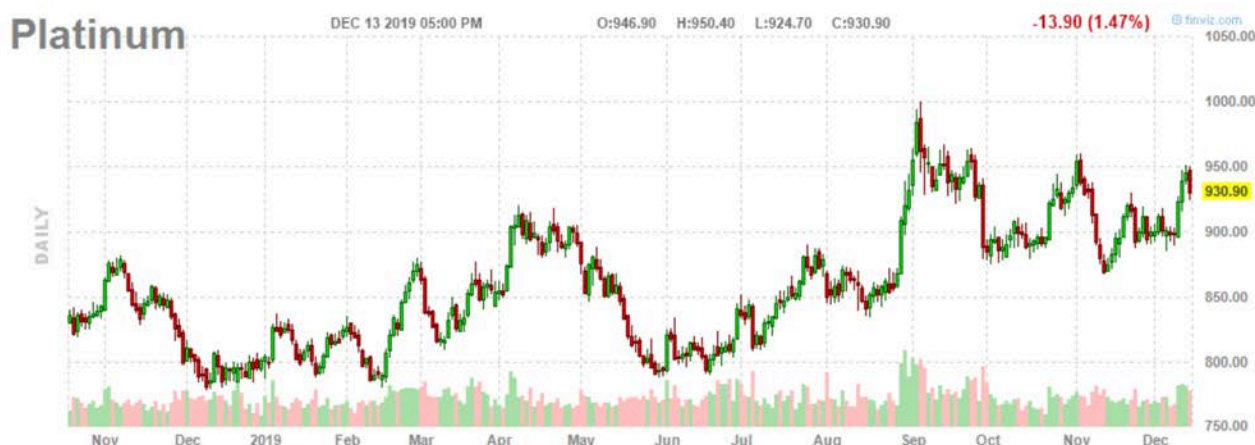 Platinum
DEC 13 2019 05:00 PM O:946.90 H:950.40 L:924.70 C:930.90 -13.90 (1.47%) © finviz.com
1050.00
1000.00
950.00
930.90
900.00
850.00
800.00
750.00
DAILY
Nov Dec 2019 Feb Mar Apr May Jun Jul Aug Sep Oct Nov Dec